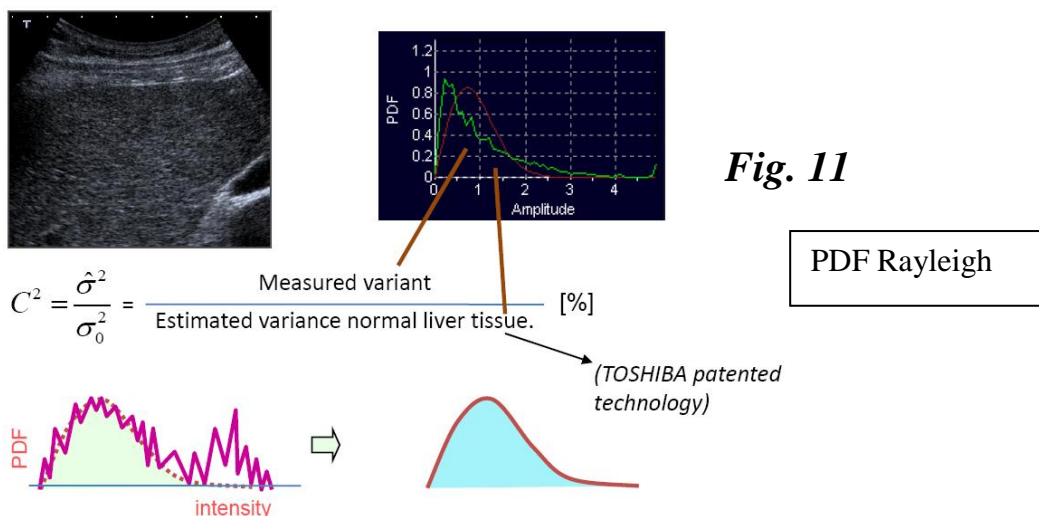 T
1.2
1
0.8
0.6
0.4
0.2
0
PDF
0 1 2 3 4
Amplitude
Fig. 11
PDF Rayleigh
C² = σ̂² / σ₀² = Measured variant / Estimated variance normal liver tissue. [%]
(TOSHIBA patented
technology)
PDF
intensity